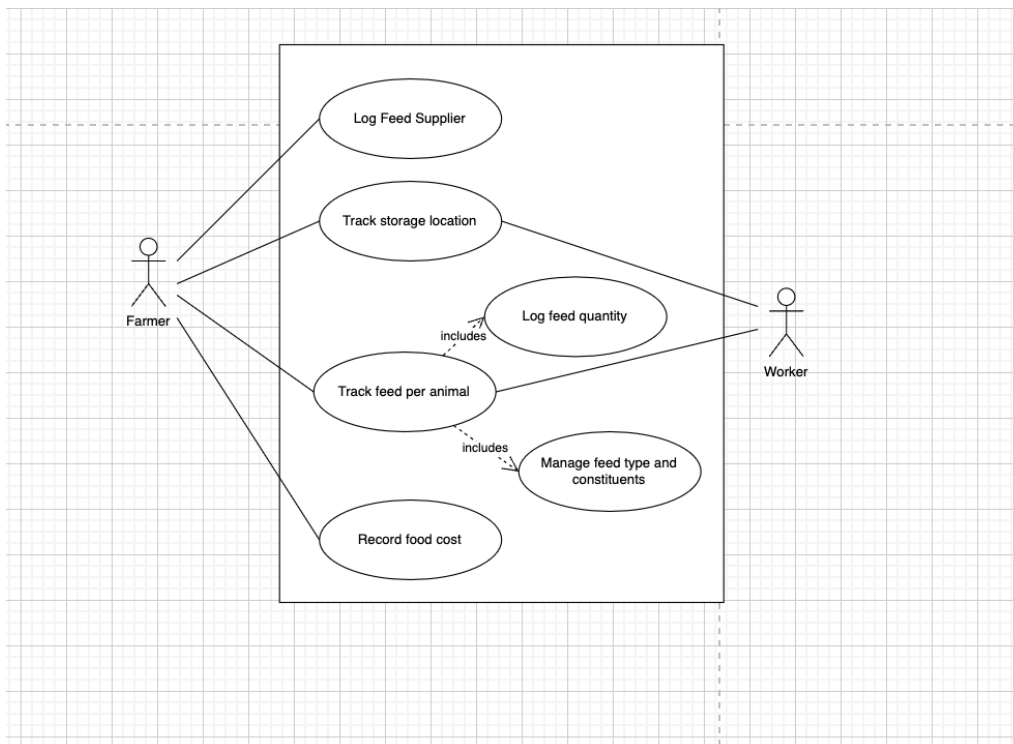 Log Feed Supplier
Track storage location
Farmer
Log feed quantity
includes
Worker
Track feed per animal
includes
Manage feed type and
constituents
Record food cost